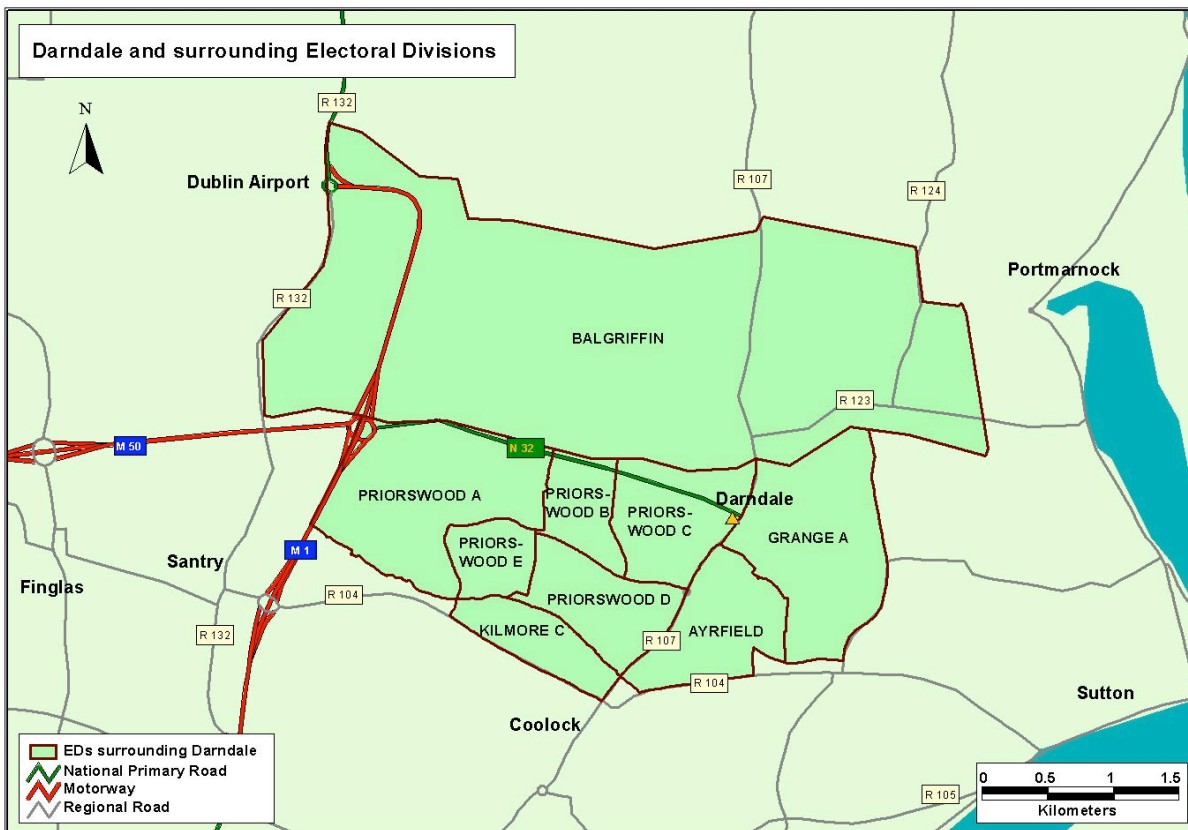 Darndale and surrounding Electoral Divisions
N
R 132
Dublin Airport
R 107
R 124
Portmarnock
R 132
BALGRIFFIN
R 123
M 50
N 32
PRIORSWOOD A
PRIORS-
WOOD B
PRIORS-
WOOD C
Darndale
GRANGE A
PRIORS-
WOOD E
M 1
Santry
Finglas
R 104
PRIORSWOOD D
KILMORE C
R 107
AYRFIELD
R 132
R 104
Sutton
Coolock
EDs surrounding Darndale
National Primary Road
Motorway
Regional Road
R 105
0 0.5 1 1.5
Kilometers